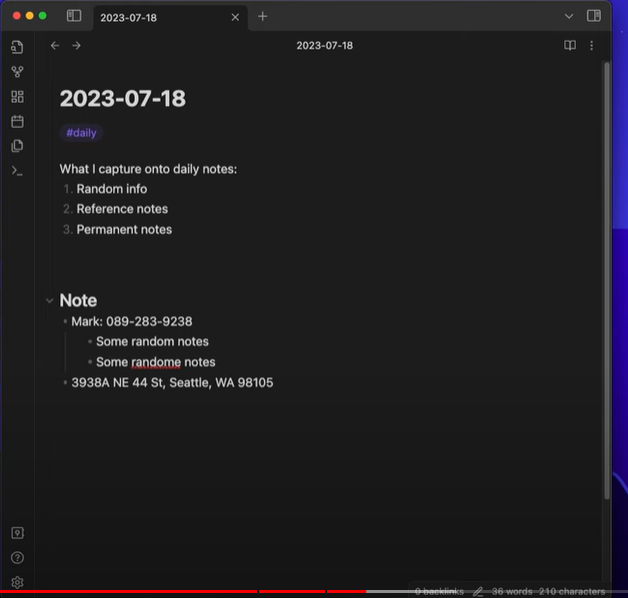 2023-07-18
2023-07-18
2023-07-18
#daily
What I capture onto daily notes:
1. Random info
2. Reference notes
3. Permanent notes
Note
Mark: 089-283-9238
Some random notes
Some randome notes
3938A NE 44 St, Seattle, WA 98105
0 backlinks 36 words 210 characters